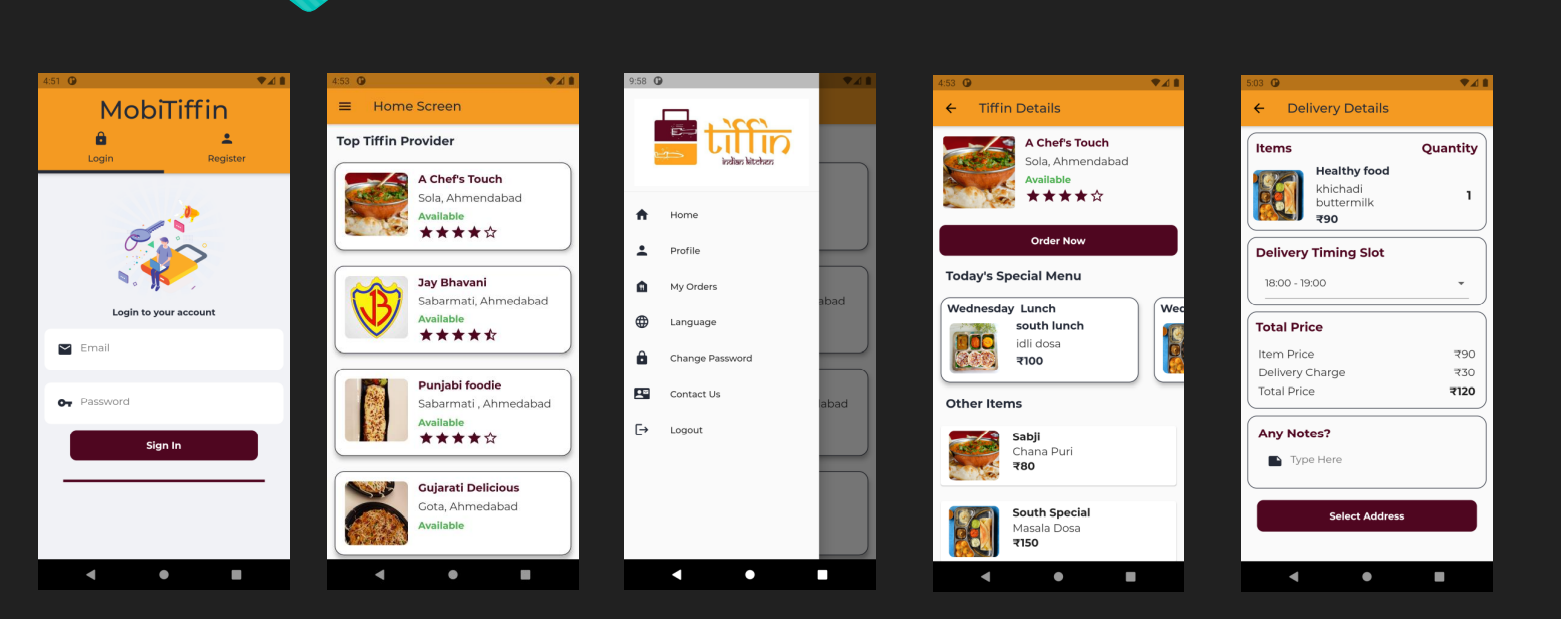 4:51
MobiTiffin
Login Register
Login to your account
Email
Password
Sign In
4:53
Home Screen
Top Tiffin Provider
A Chef's Touch
Sola, Ahmendabad
Available
Jay Bhavani
Sabarmati, Ahmedabad
Available
Punjabi foodie
Sabarmati , Ahmedabad
Available
Gujarati Delicious
Gota, Ahmedabad
Available
9:58
tiffin
indian kitchen
Home
Profile
My Orders
Language
Change Password
Contact Us
Logout
abad
abad
4:53
Tiffin Details
A Chef's Touch
Sola, Ahmendabad
Available
Order Now
Today's Special Menu
Wednesday Lunch
south lunch
idli dosa
₹100
Wed
Other Items
Sabji
Chana Puri
₹80
South Special
Masala Dosa
₹150
5:03
Delivery Details
Items Quantity
Healthy food
khichadi
buttermilk
₹90
1
Delivery Timing Slot
18:00 - 19:00
Total Price
Item Price ₹90
Delivery Charge ₹30
Total Price ₹120
Any Notes?
Type Here
Select Address